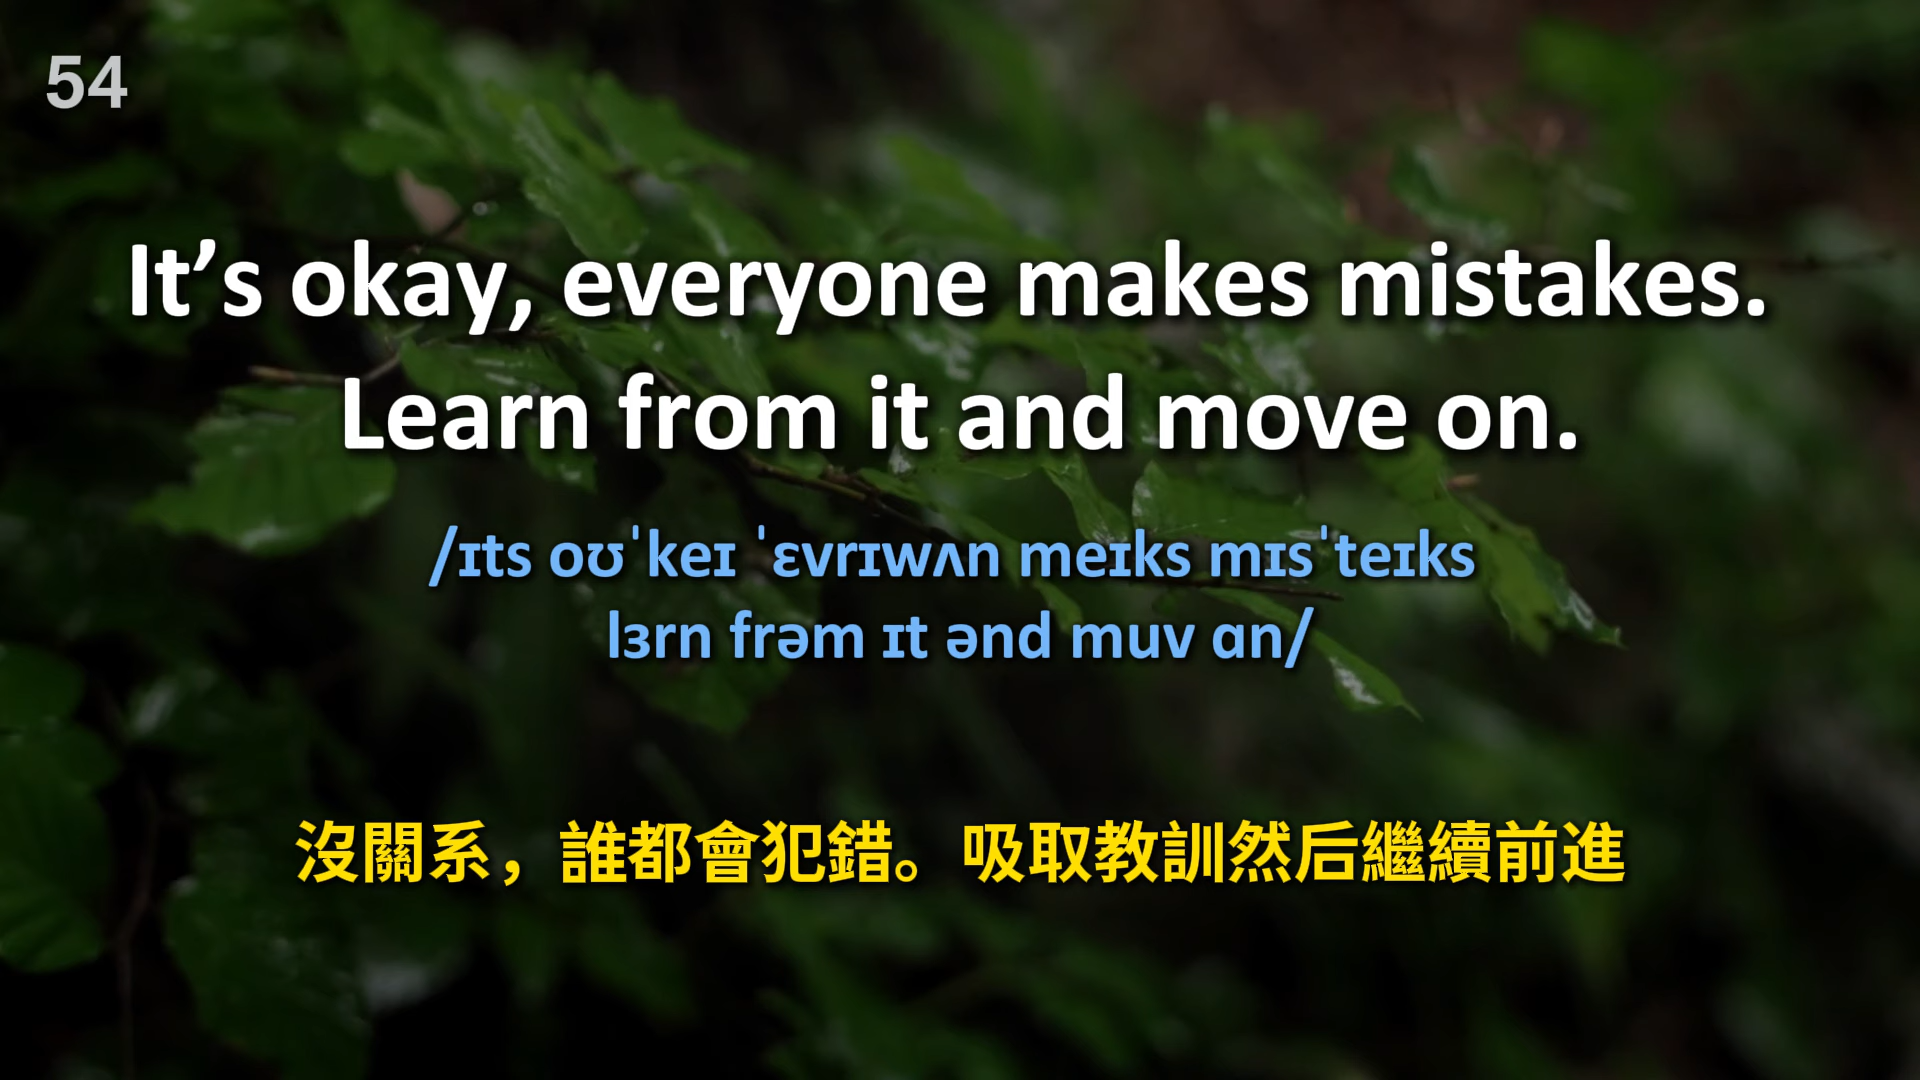 54
It’s okay, everyone makes mistakes.
Learn from it and move on.
/ɪts oʊˈkeɪ ˈɛvrɪwʌn meɪks mɪsˈteɪks
lɜrn frəm ɪt ənd muv ɑn/
沒關系，誰都會犯錯。吸取教訓然后繼續前進